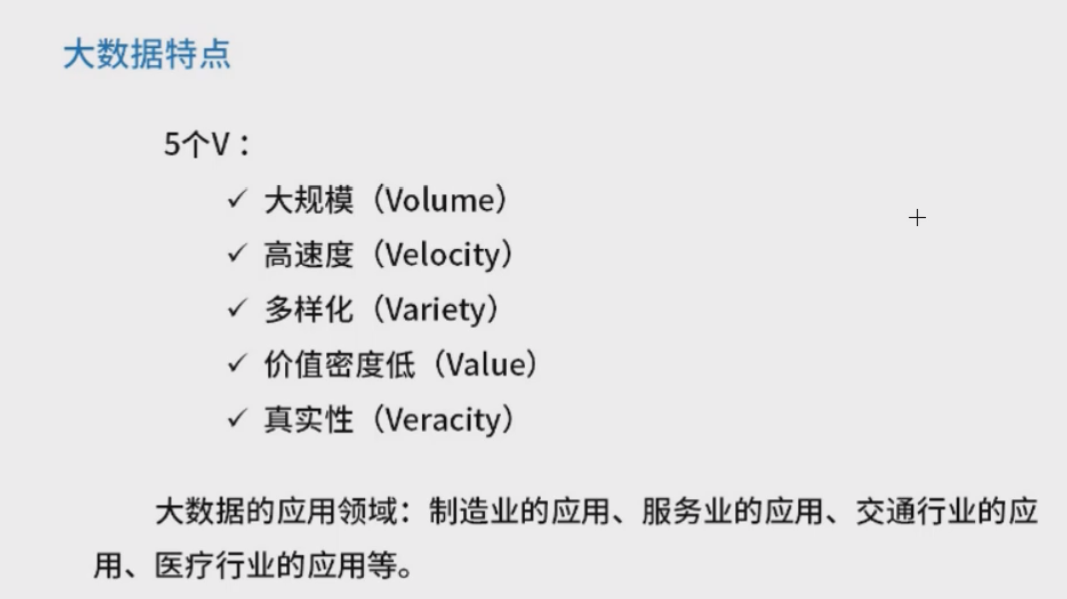 大数据特点
5个V：
✓ 大规模（Volume）
✓ 高速度（Velocity）
✓ 多样化（Variety）
✓ 价值密度低（Value）
✓ 真实性（Veracity）
大数据的应用领域：制造业的应用、服务业的应用、交通行业的应
用、医疗行业的应用等。